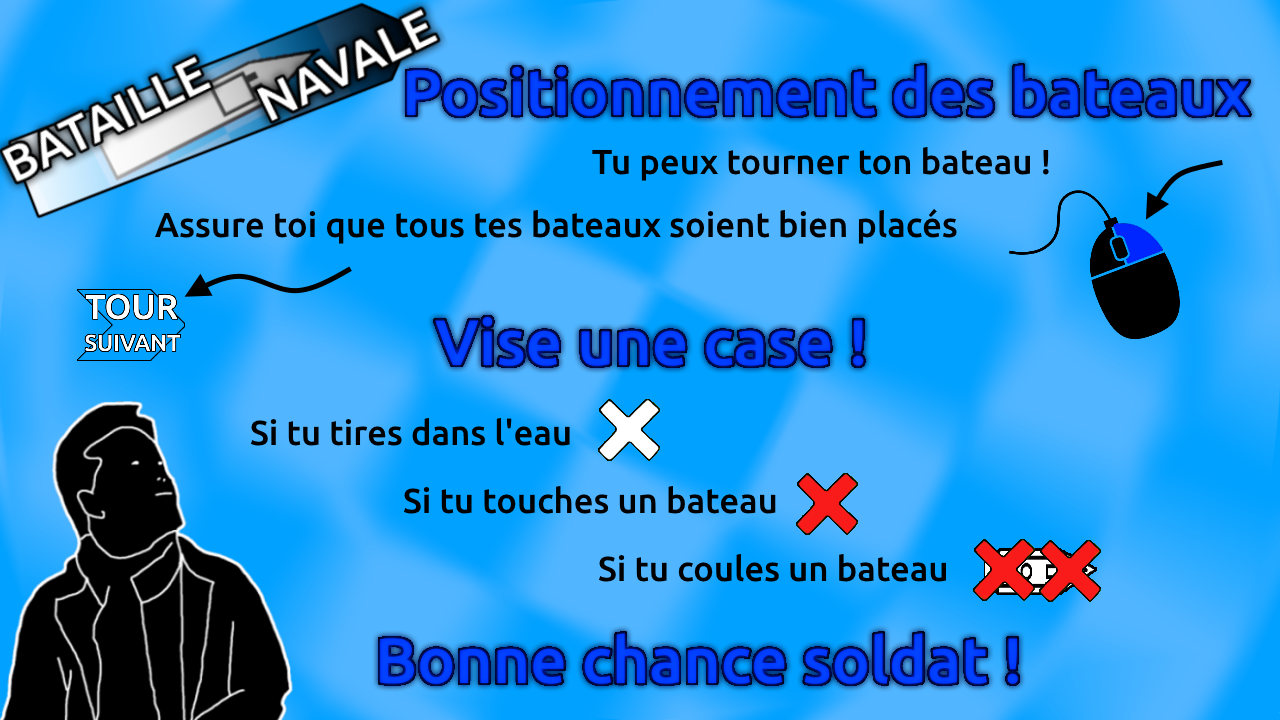 BATAILLE NAVALE
Positionnement des bateaux
Tu peux tourner ton bateau !
Assure toi que tous tes bateaux soient bien placés
TOUR
SUIVANT
Vise une case !
Si tu tires dans l'eau
Si tu touches un bateau
Si tu coules un bateau
Bonne chance soldat !